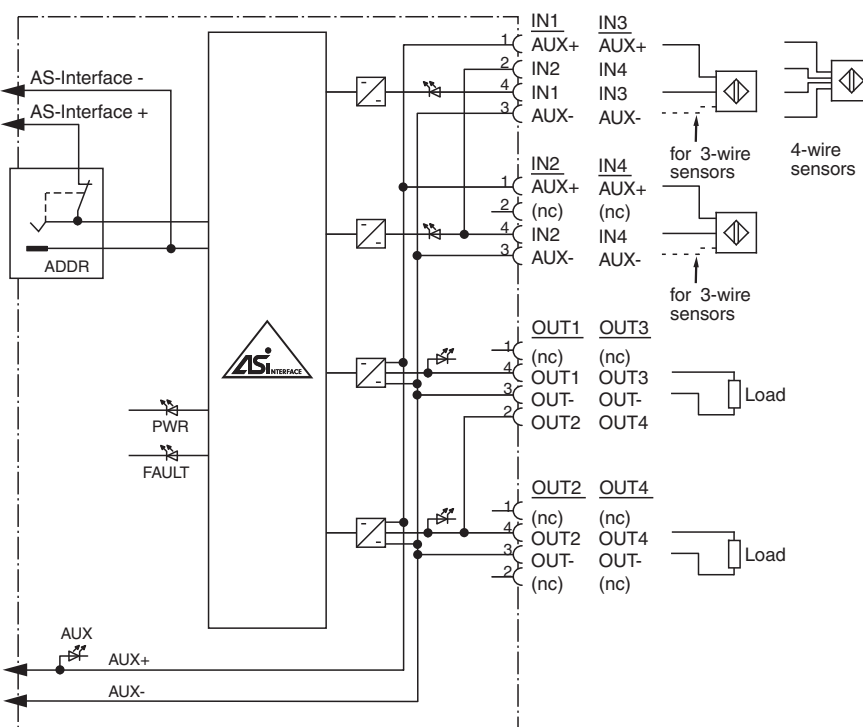 AS-Interface -
AS-Interface +
ADDR
ASi INTERFACE
PWR
FAULT
AUX
AUX+
AUX-
IN1 IN3
1 AUX+ AUX+
2 IN2 IN4
4 IN1 IN3
3 AUX- AUX-
for 3-wire
sensors
4-wire
sensors
IN2 IN4
1 AUX+ AUX+
2 (nc) (nc)
4 IN2 IN4
3 AUX- AUX-
for 3-wire
sensors
OUT1 OUT3
1 (nc) (nc)
4 OUT1 OUT3
3 OUT- OUT-
2 OUT2 OUT4
Load
OUT2 OUT4
1 (nc) (nc)
4 OUT2 OUT4
3 OUT- OUT-
2 (nc) (nc)
Load